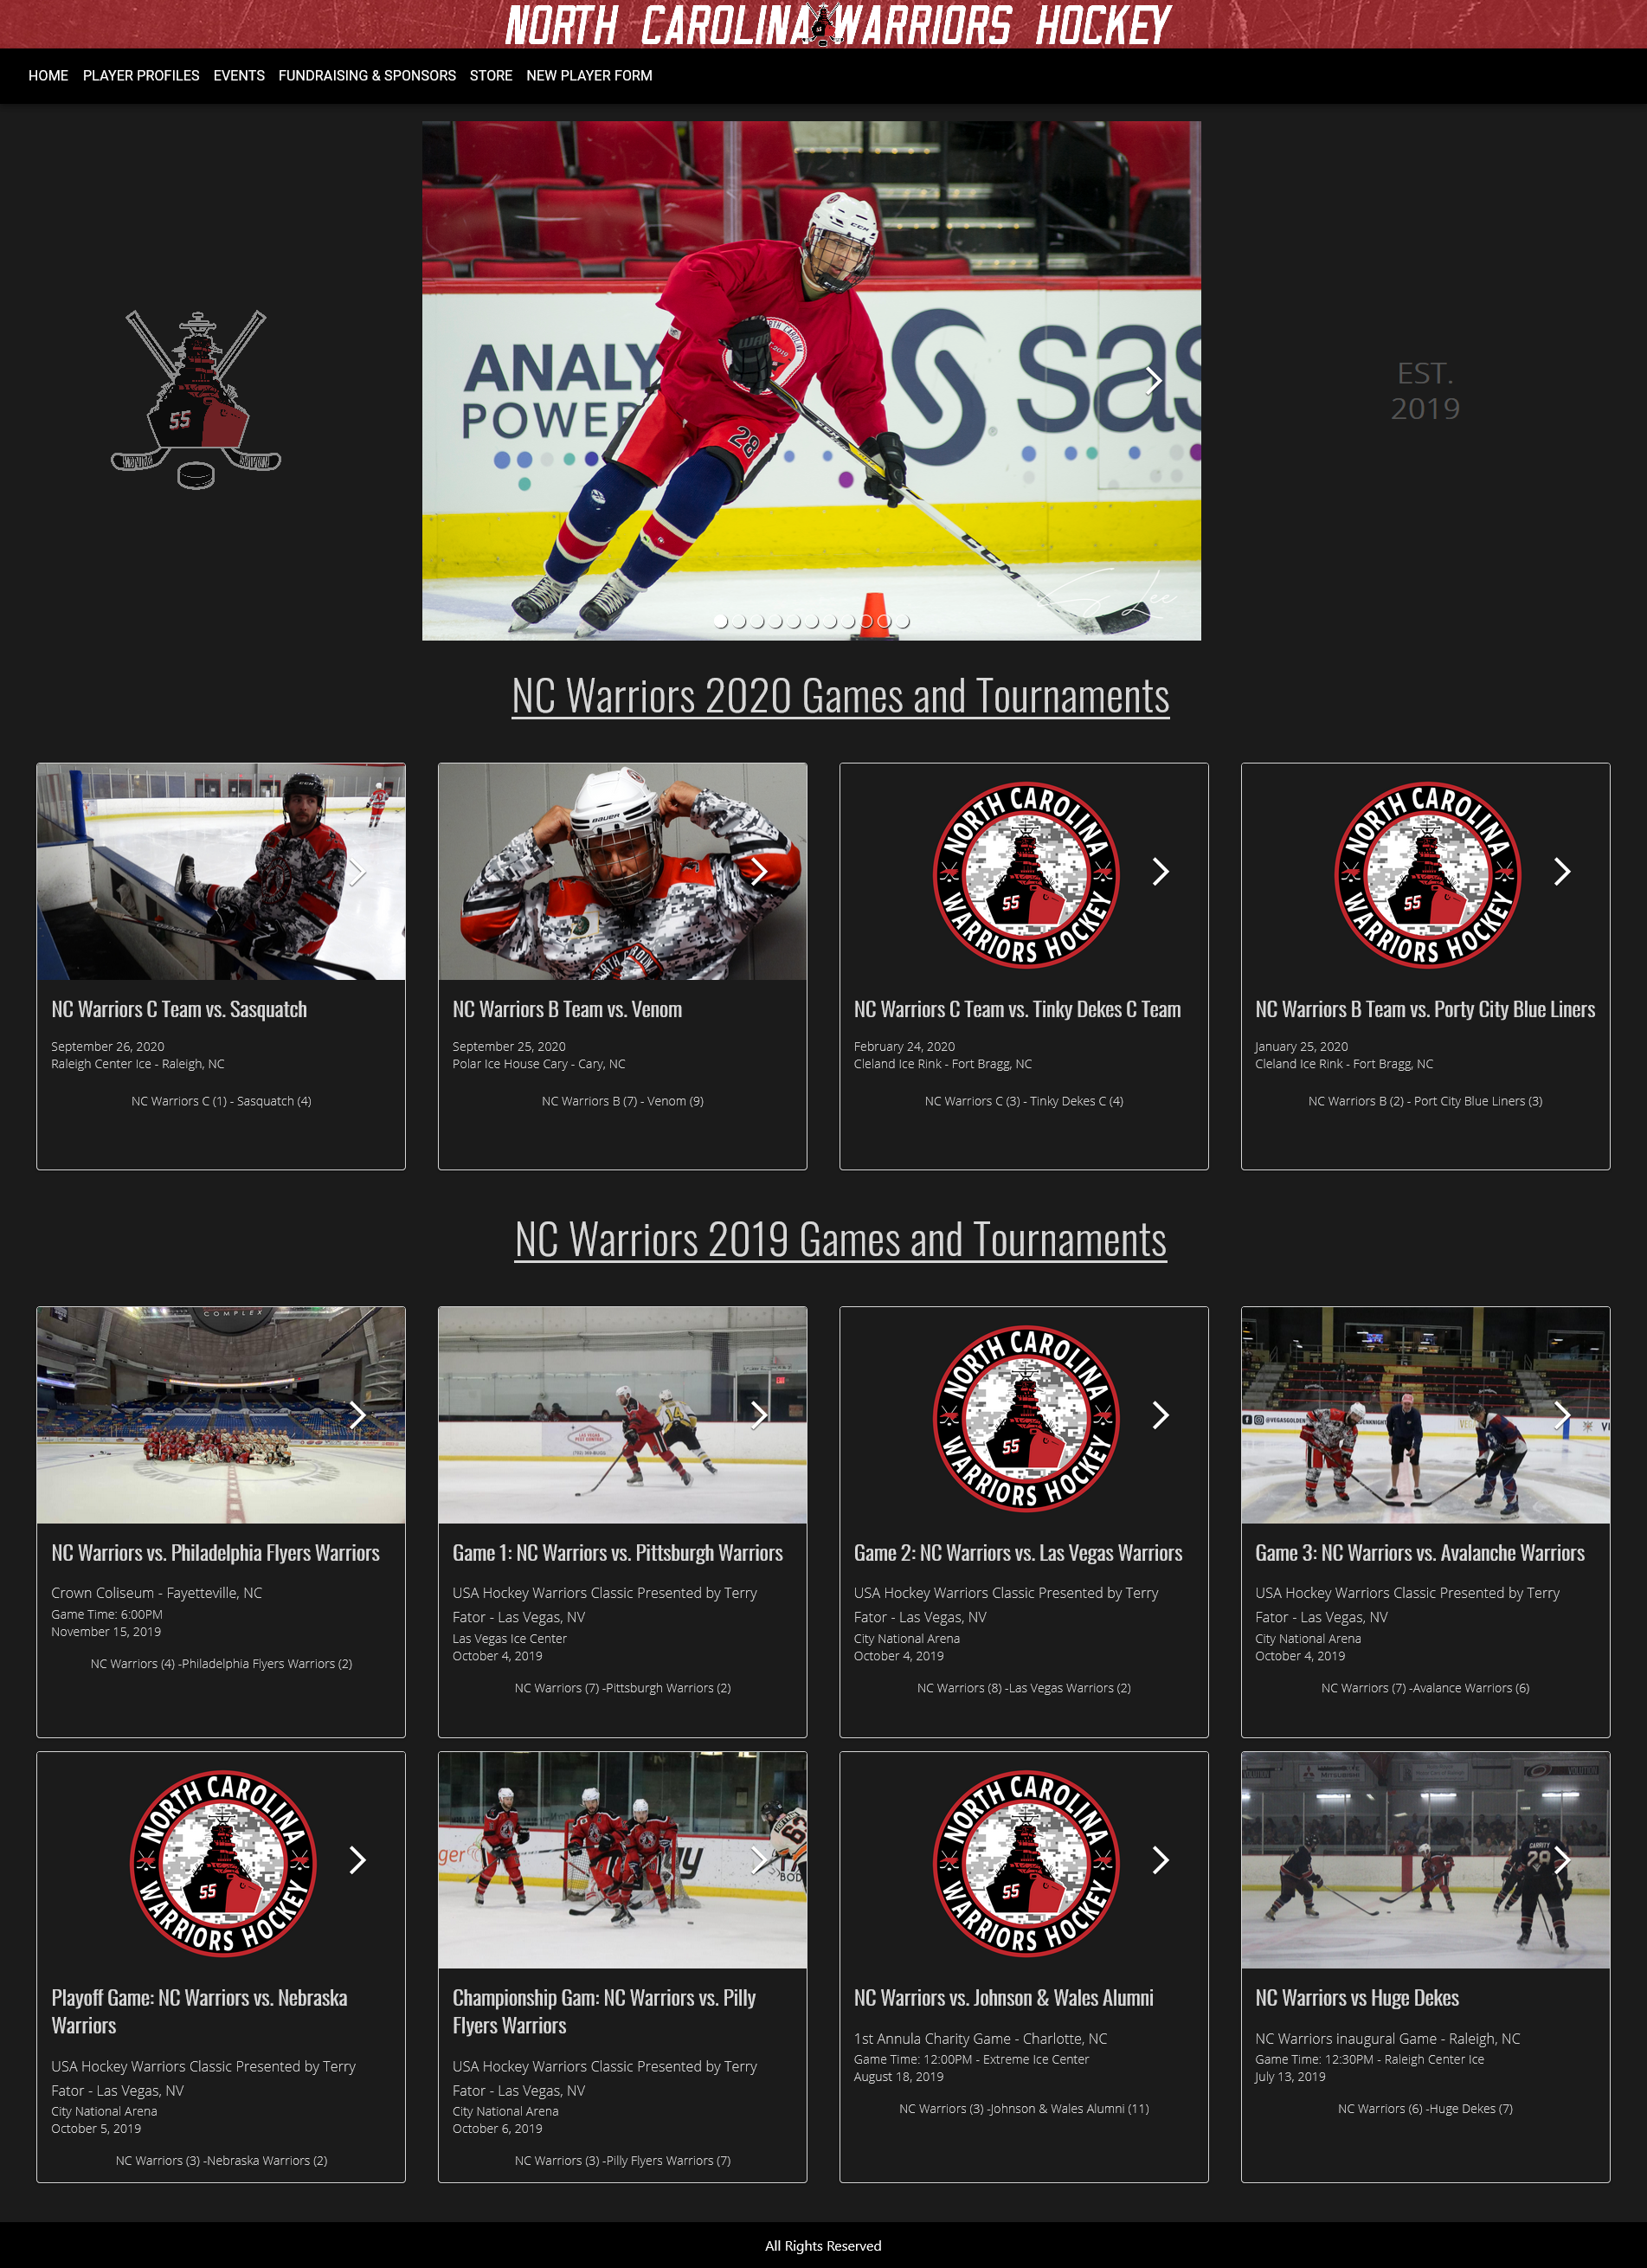 NORTH CAROLINA WARRIORS HOCKEY
HOME PLAYER PROFILES EVENTS FUNDRAISING & SPONSORS STORE NEW PLAYER FORM
55
EST.
2019
ANALY
POWER
sas
28
CCM
NC Warriors 2020 Games and Tournaments
BAUER
NORTH CAROLINA
NORTH CAROLINA
55
WARRIORS HOCKEY
NORTH CAROLINA
55
WARRIORS HOCKEY
NC Warriors C Team vs. Sasquatch
September 26, 2020
Raleigh Center Ice - Raleigh, NC
NC Warriors C (1) - Sasquatch (4)
NC Warriors B Team vs. Venom
September 25, 2020
Polar Ice House Cary - Cary, NC
NC Warriors B (7) - Venom (9)
NC Warriors C Team vs. Tinky Dekes C Team
February 24, 2020
Cleland Ice Rink - Fort Bragg, NC
NC Warriors C (3) - Tinky Dekes C (4)
NC Warriors B Team vs. Porty City Blue Liners
January 25, 2020
Cleland Ice Rink - Fort Bragg, NC
NC Warriors B (2) - Port City Blue Liners (3)
NC Warriors 2019 Games and Tournaments
COMPLEX
14
NORTH CAROLINA
55
WARRIORS HOCKEY
NC Warriors vs. Philadelphia Flyers Warriors
Crown Coliseum - Fayetteville, NC
Game Time: 6:00PM
November 15, 2019
NC Warriors (4) -Philadelphia Flyers Warriors (2)
Game 1: NC Warriors vs. Pittsburgh Warriors
USA Hockey Warriors Classic Presented by Terry
Fator - Las Vegas, NV
Las Vegas Ice Center
October 4, 2019
NC Warriors (7) -Pittsburgh Warriors (2)
Game 2: NC Warriors vs. Las Vegas Warriors
USA Hockey Warriors Classic Presented by Terry
Fator - Las Vegas, NV
City National Arena
October 4, 2019
NC Warriors (8) -Las Vegas Warriors (2)
Game 3: NC Warriors vs. Avalanche Warriors
USA Hockey Warriors Classic Presented by Terry
Fator - Las Vegas, NV
City National Arena
October 4, 2019
NC Warriors (7) -Avalance Warriors (6)
NORTH CAROLINA
55
WARRIORS HOCKEY
63
BOD
NORTH CAROLINA
55
WARRIORS HOCKEY
28
Playoff Game: NC Warriors vs. Nebraska
Warriors
USA Hockey Warriors Classic Presented by Terry
Fator - Las Vegas, NV
City National Arena
October 5, 2019
NC Warriors (3) -Nebraska Warriors (2)
Championship Gam: NC Warriors vs. Pilly
Flyers Warriors
USA Hockey Warriors Classic Presented by Terry
Fator - Las Vegas, NV
City National Arena
October 6, 2019
NC Warriors (3) -Pilly Flyers Warriors (7)
NC Warriors vs. Johnson & Wales Alumni
1st Annula Charity Game - Charlotte, NC
Game Time: 12:00PM - Extreme Ice Center
August 18, 2019
NC Warriors (3) -Johnson & Wales Alumni (11)
NC Warriors vs Huge Dekes
NC Warriors inaugural Game - Raleigh, NC
Game Time: 12:30PM - Raleigh Center Ice
July 13, 2019
NC Warriors (6) -Huge Dekes (7)
All Rights Reserved